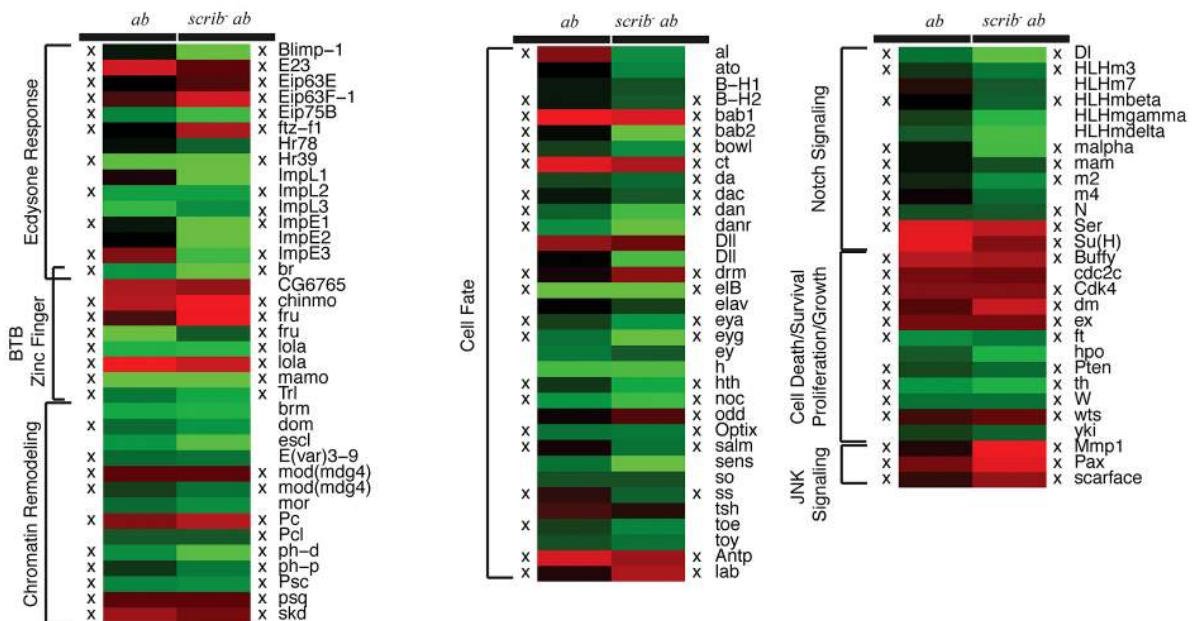 ab scrib- ab
Ecdysone Response
x x Blimp-1
x x E23
x x Eip63E
x x Eip63F-1
x x Eip75B
x x ftz-f1
Hr78
x x Hr39
ImpL1
x x ImpL2
x ImpL3
x x ImpE1
ImpE2
x x ImpE3
x x br
BTB
Zinc Finger
CG6765
x x chinmo
x x fru
fru
x x lola
x x lola
x x mamo
x x Trl
Chromatin Remodeling
brm
x dom
escl
x E(var)3-9
x x mod(mdg4)
x x mod(mdg4)
mor
x x Pc
x Pcl
x x ph-d
x x ph-p
x x Psc
x x psq
x x skd
ab scrib- ab
Cell Fate
x al
ato
B-H1
x x B-H2
x x bab1
x x bab2
x x bowl
x x ct
x da
x x dac
x x dan
x danr
Dll
Dll
x x drm
x x elB
elav
x x eya
x x eyg
ey
h
x x hth
x x noc
x odd
x x Optix
x x salm
sens
so
x x ss
tsh
x toe
toy
x x Antp
x x lab
ab scrib- ab
Notch Signaling
x x Dl
x x HLHm3
HLHm7
x x HLHmbeta
HLHmgamma
HLHmdelta
x x malpha
x x mam
x x m2
x m4
x x N
x x Ser
x x Su(H)
Cell Death/Survival
Proliferation/Growth
x x Buffy
x cdc2c
x x Cdk4
x x dm
x x ex
x x ft
hpo
x x Pten
x x th
x x W
x x wts
yki
JNK
Signaling
x x Mmp1
x x Pax
x x scarface